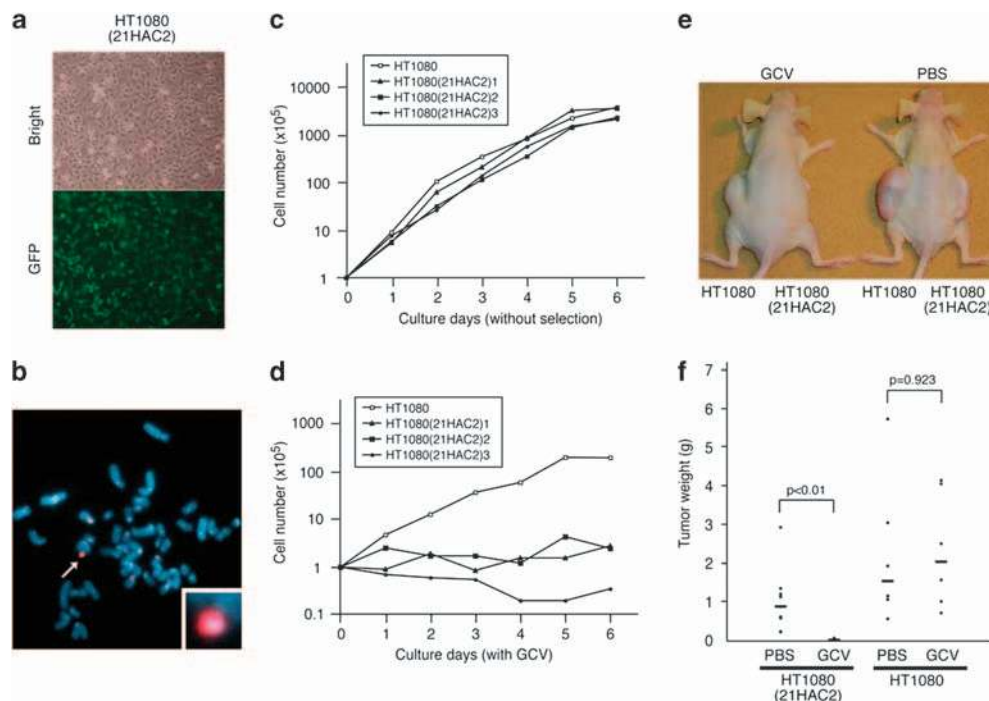 a
HT1080
(21HAC2)
Bright
GFP
b
c
HT1080
HT1080(21HAC2)1
HT1080(21HAC2)2
HT1080(21HAC2)3
Cell number (x10⁵)
10000
1000
100
10
1
0 1 2 3 4 5 6
Culture days (without selection)
d
HT1080
HT1080(21HAC2)1
HT1080(21HAC2)2
HT1080(21HAC2)3
Cell number (x10⁵)
1000
100
10
1
0.1
0 1 2 3 4 5 6
Culture days (with GCV)
e
GCV PBS
HT1080 HT1080 HT1080 HT1080
(21HAC2) (21HAC2)
f
Tumor weight (g)
7
6
5
4
3
2
1
0
p<0.01
p=0.923
PBS GCV PBS GCV
HT1080 HT1080
(21HAC2)